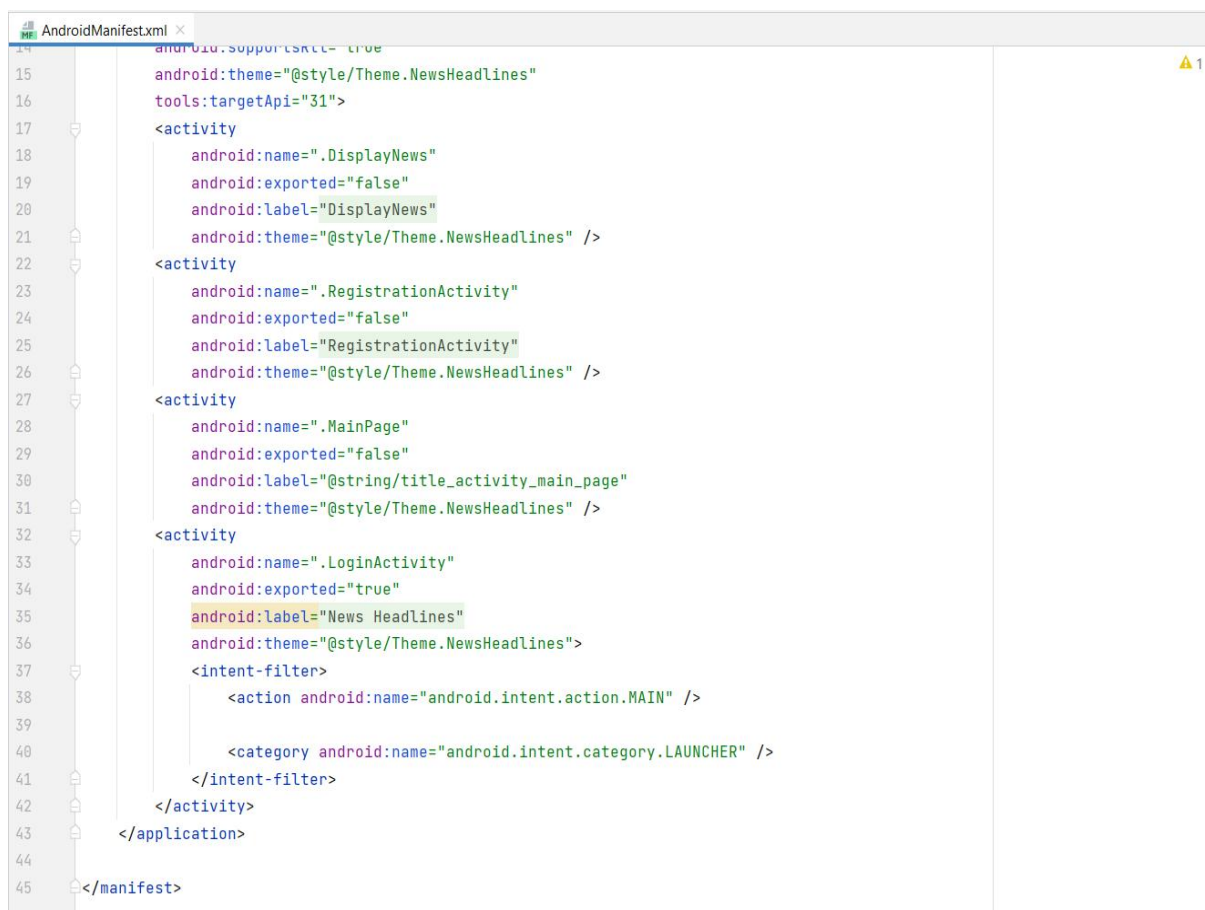 MF AndroidManifest.xml ×
14 android:supportsRtl="true"
⚠ 1
15 android:theme="@style/Theme.NewsHeadlines"
16 tools:targetApi="31">
17 <activity
18 android:name=".DisplayNews"
19 android:exported="false"
20 android:label="DisplayNews"
21 android:theme="@style/Theme.NewsHeadlines" />
22 <activity
23 android:name=".RegistrationActivity"
24 android:exported="false"
25 android:label="RegistrationActivity"
26 android:theme="@style/Theme.NewsHeadlines" />
27 <activity
28 android:name=".MainPage"
29 android:exported="false"
30 android:label="@string/title_activity_main_page"
31 android:theme="@style/Theme.NewsHeadlines" />
32 <activity
33 android:name=".LoginActivity"
34 android:exported="true"
35 android:label="News Headlines"
36 android:theme="@style/Theme.NewsHeadlines">
37 <intent-filter>
38 <action android:name="android.intent.action.MAIN" />
39
40 <category android:name="android.intent.category.LAUNCHER" />
41 </intent-filter>
42 </activity>
43 </application>
44
45 </manifest>